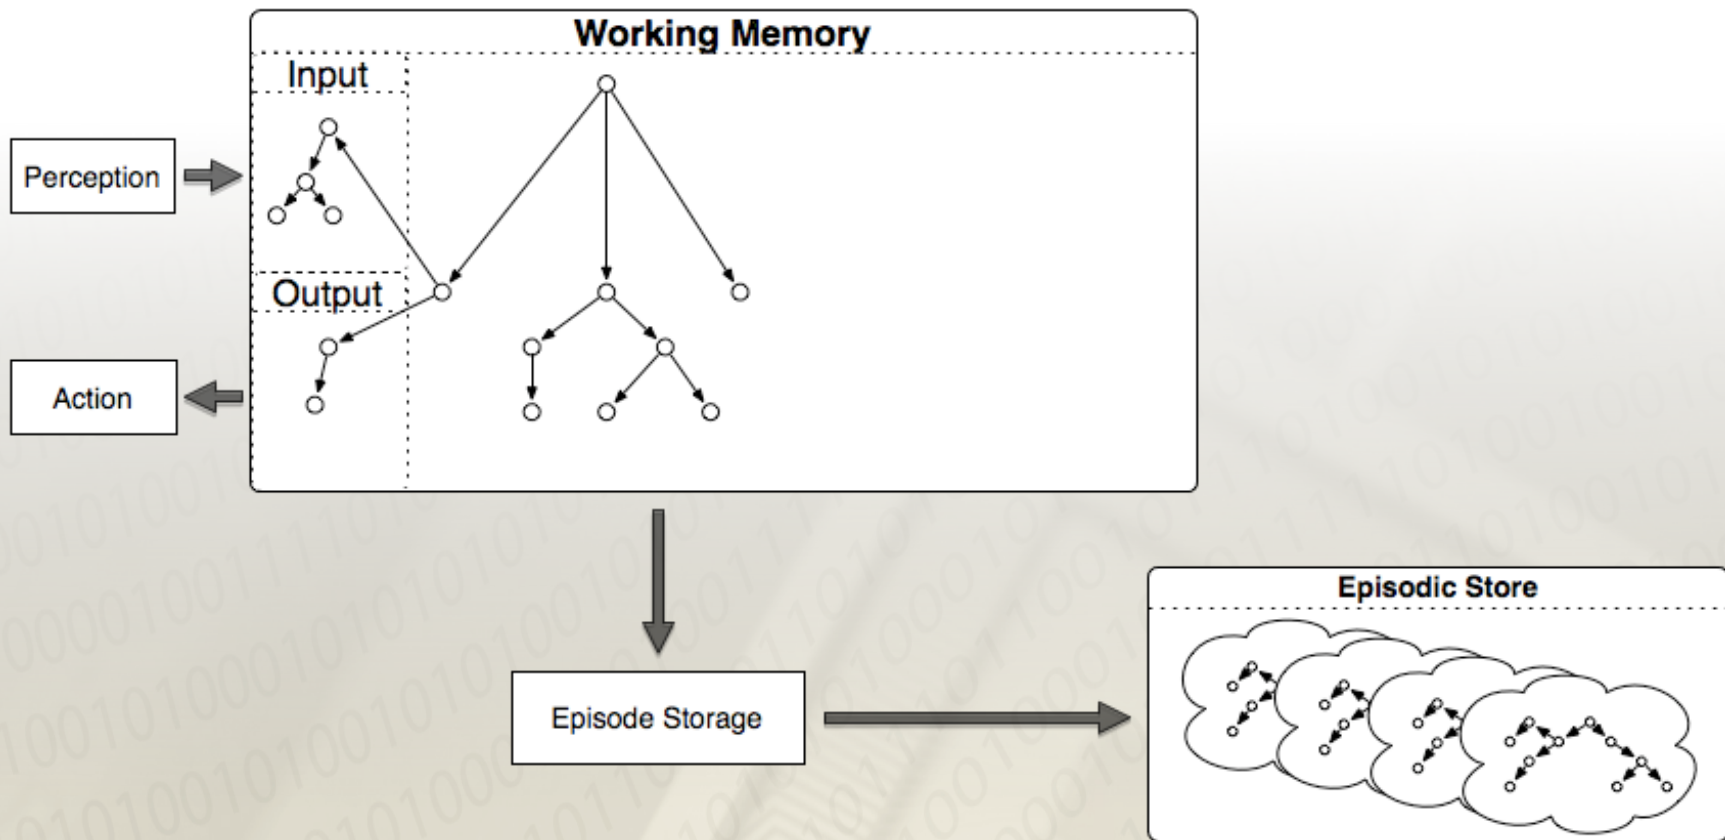 Working Memory
Input
Perception
Output
Action
Episodic Store
Episode Storage